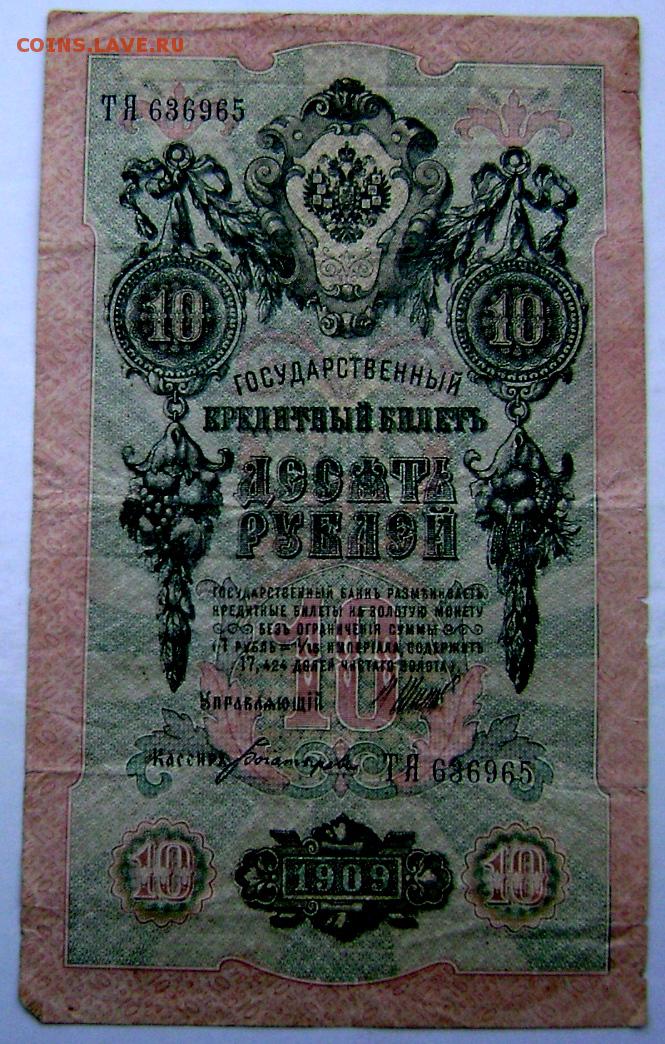 COINS.LAVE.RU
ТЯ 636965
10 10
ГОСУДАРСТВЕННЫЙ
КРЕДИТНЫЙ БИЛЕТЪ
ДЕСЯТЬ
РУБЛЕЙ
ГОСУДАРСТВЕННЫЙ БАНКЪ РАЗМѢНИВАЕТЪ
КРЕДИТНЫЕ БИЛЕТЫ НА ЗОЛОТУЮ МОНЕТУ
БЕЗЪ ОГРАНИЧЕНІЯ СУММЫ
(1 РУБЛЬ = 1/15 ИМПЕРІАЛА, СОДЕРЖИТЪ
17,424 ДОЛЕЙ ЧИСТАГО ЗОЛОТА).
10
УПРАВЛЯЮЩІЙ
Кассиръ
ТЯ 636965
10 1909 10